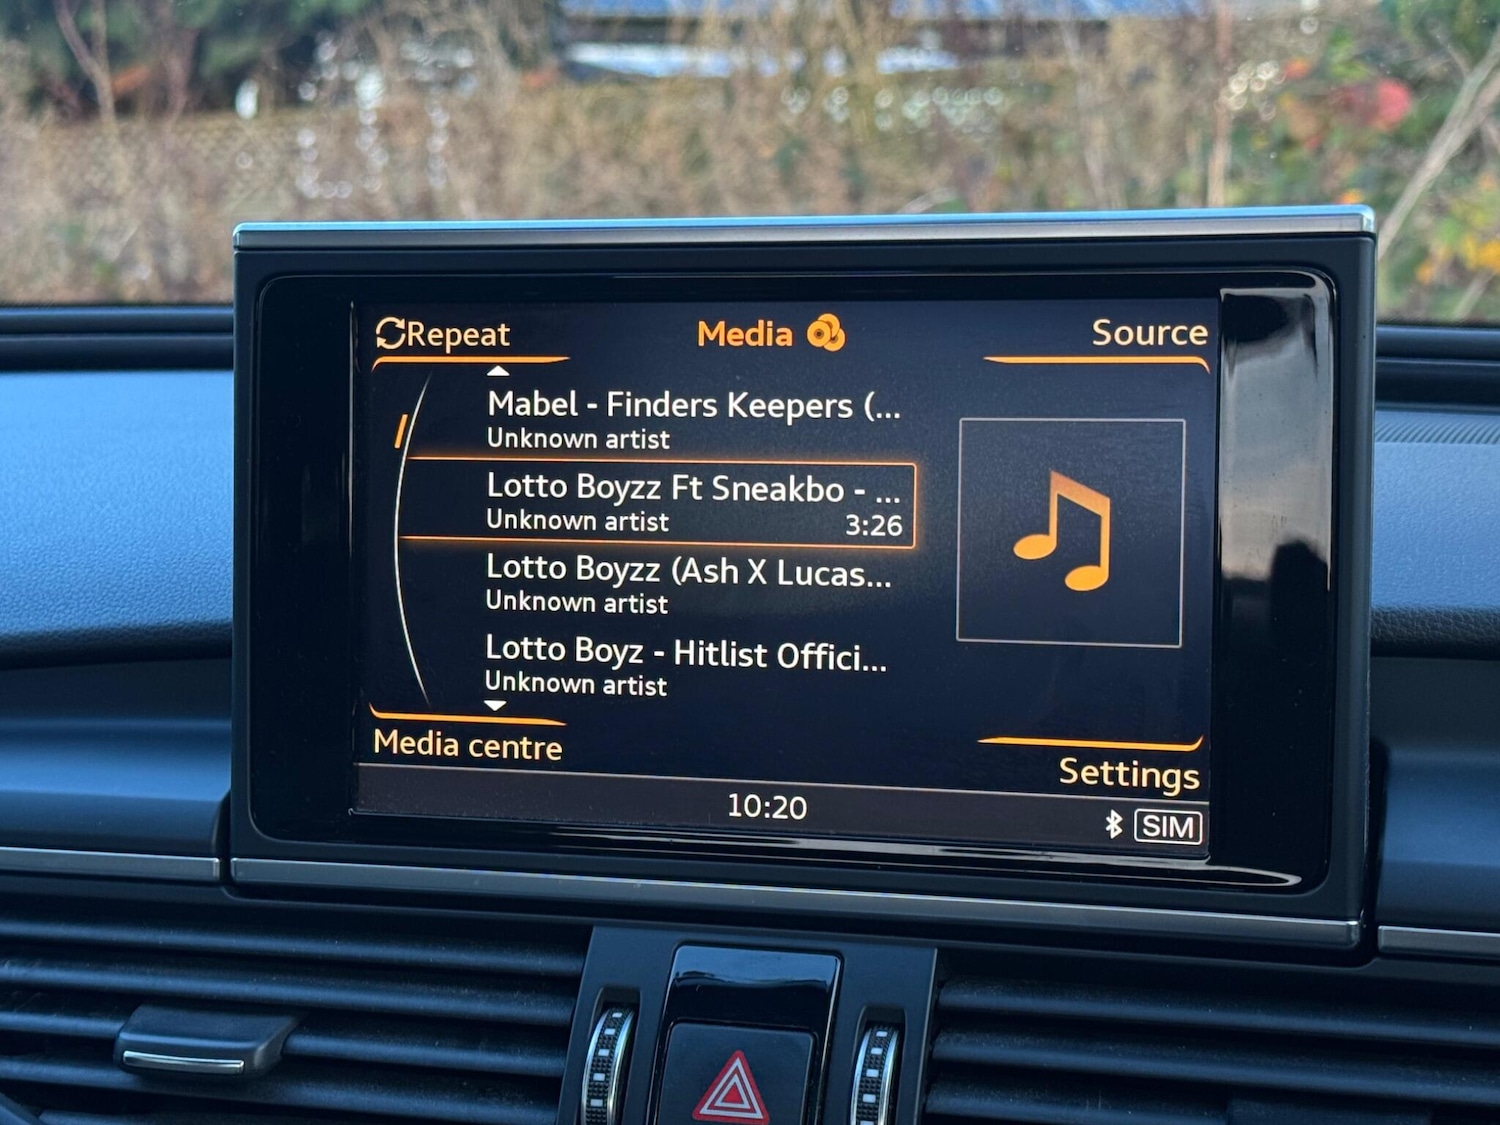 Repeat
Media
Source
Mabel - Finders Keepers (...
Unknown artist
Lotto Boyzz Ft Sneakbo - ...
Unknown artist
3:26
Lotto Boyzz (Ash X Lucas...
Unknown artist
Lotto Boyz - Hitlist Offici...
Unknown artist
Media centre
Settings
10:20
SIM